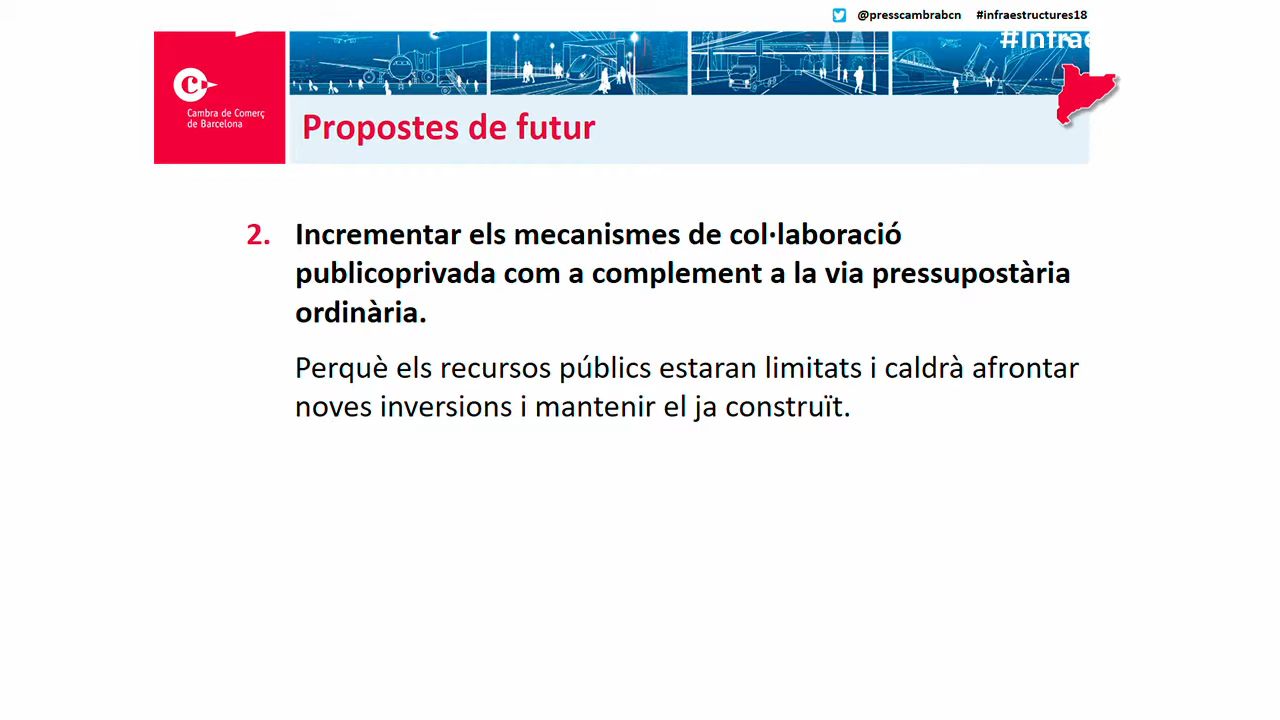 @presscambrabcn #infraestructures18
#Infrae
Cambra de Comerç
de Barcelona
Propostes de futur
2. Incrementar els mecanismes de col·laboració
publicoprivada com a complement a la via pressupostària
ordinària.
Perquè els recursos públics estaran limitats i caldrà afrontar
noves inversions i mantenir el ja construït.